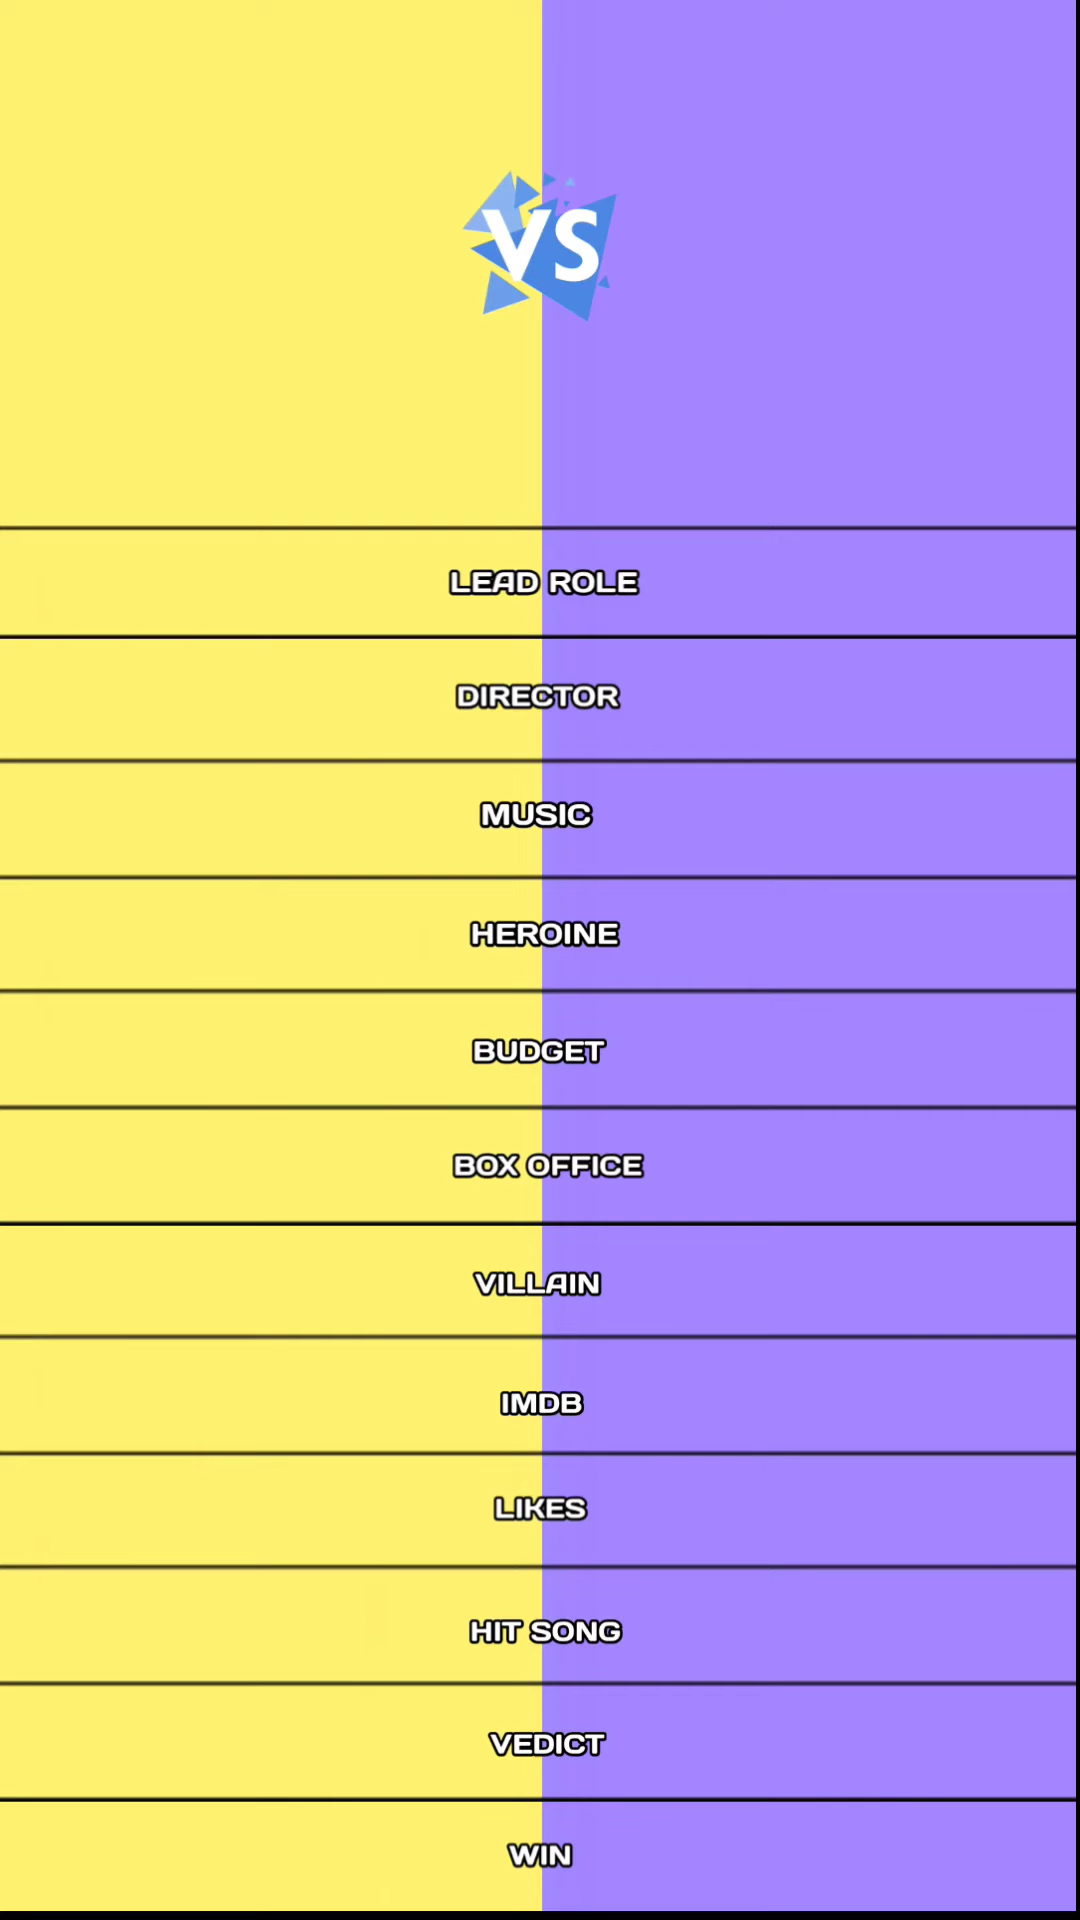 VS
LEAD ROLE
DIRECTOR
MUSIC
HEROINE
BUDGET
BOX OFFICE
VILLAIN
IMDB
LIKES
HIT SONG
VEDICT
WIN